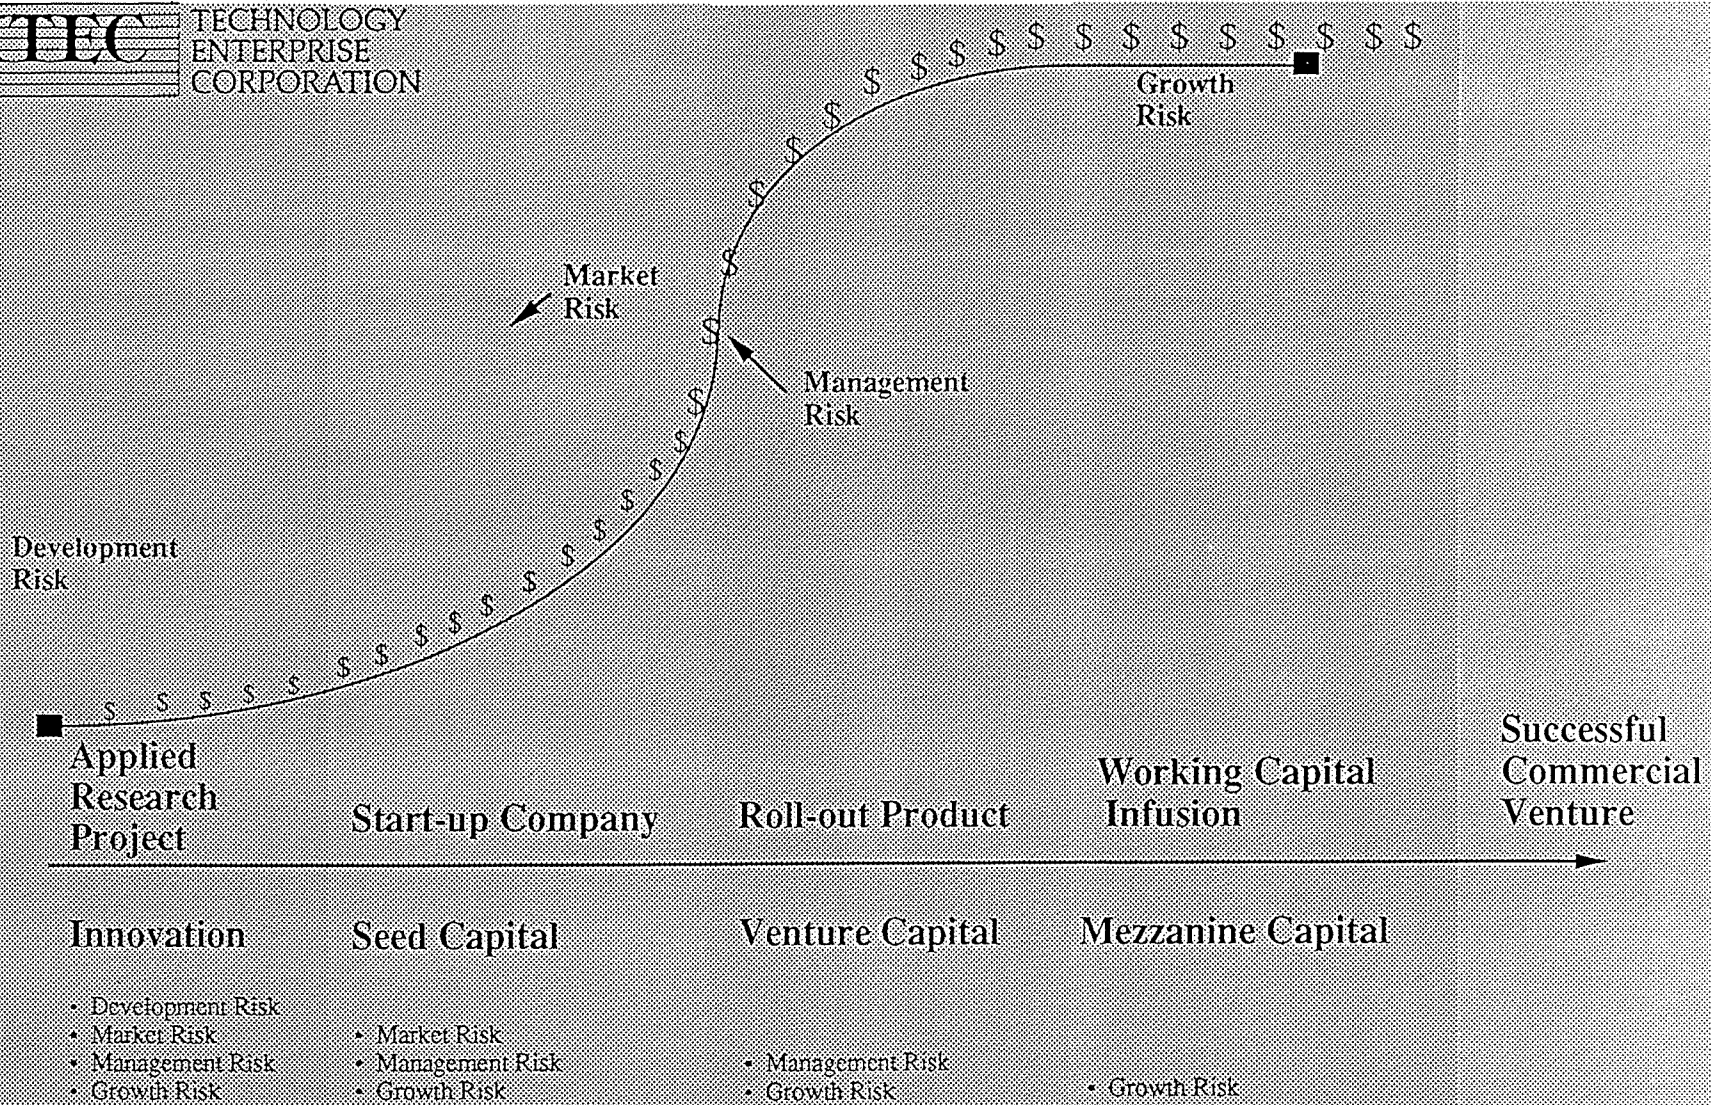 TEC
TECHNOLOGY
ENTERPRISE
CORPORATION
$ $ $ $ $ $ $ $ $ $ $ $ $ $
Growth
Risk
Market
Risk
Management
Risk
Development
Risk
Applied
Research
Project
Start-up Company
Roll-out Product
Working Capital
Infusion
Successful
Commercial
Venture
Innovation
Seed Capital
Venture Capital
Mezzanine Capital
• Development Risk
• Market Risk
• Management Risk
• Growth Risk
• Market Risk
• Management Risk
• Growth Risk
• Management Risk
• Growth Risk
• Growth Risk